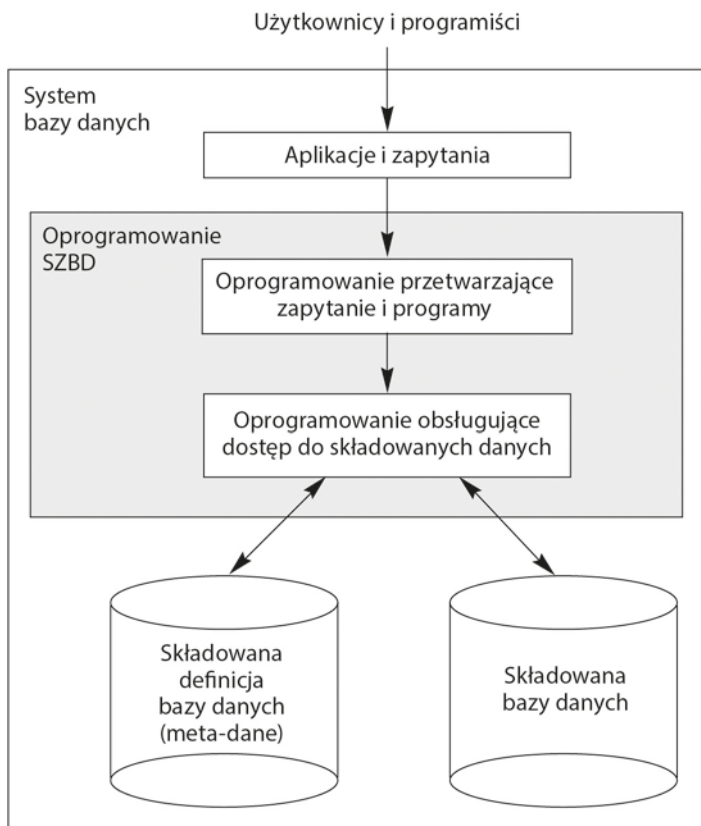 Użytkownicy i programiści
System
bazy danych
Aplikacje i zapytania
Oprogramowanie
SZBD
Oprogramowanie przetwarzające
zapytanie i programy
Oprogramowanie obsługujące
dostęp do składowanych danych
Składowana
definicja
bazy danych
(meta-dane)
Składowana
bazy danych